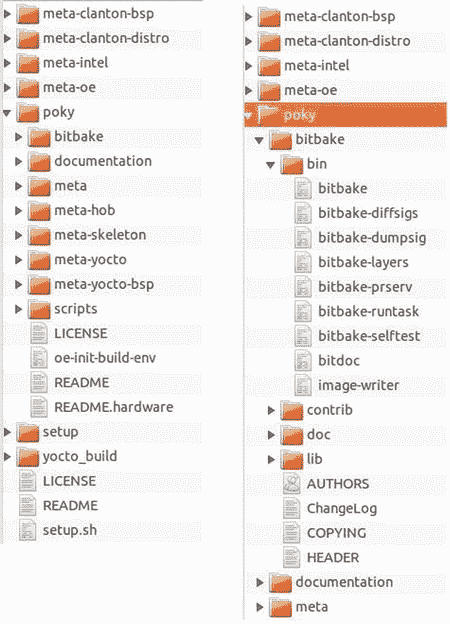 meta-clanton-bsp
meta-clanton-distro
meta-intel
meta-oe
poky
bitbake
documentation
meta
meta-hob
meta-skeleton
meta-yocto
meta-yocto-bsp
scripts
LICENSE
oe-init-build-env
README
README.hardware
setup
yocto_build
LICENSE
README
setup.sh
meta-clanton-bsp
meta-clanton-distro
meta-intel
meta-oe
poky
bitbake
bin
bitbake
bitbake-diffsigs
bitbake-dumpsig
bitbake-layers
bitbake-prserv
bitbake-runtask
bitbake-selftest
bitdoc
image-writer
contrib
doc
lib
AUTHORS
ChangeLog
COPYING
HEADER
documentation
meta